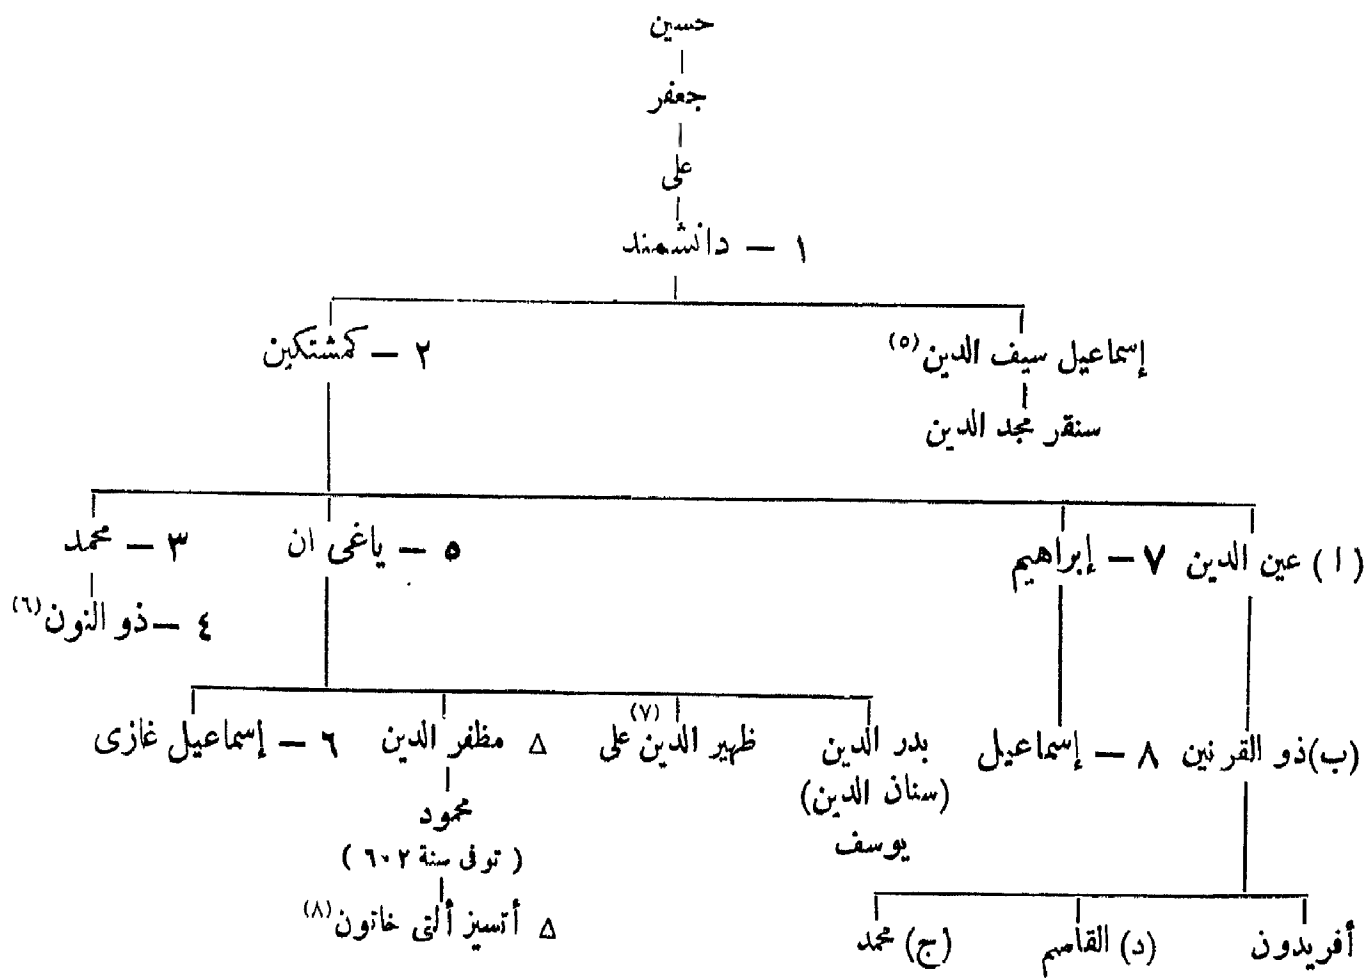 حسين
جعفر
على
١ - دانشمند
إسماعيل سيف الدين (٥)
٢ - كمشتكين
سنقر مجد الدين
(ا) عين الدين
٧ - إبراهيم
٥ - ياغى ان
٣ - محمد
٤ - ذو النون (٦)
(ب) ذو القرنين
٨ - إسماعيل
بدر الدين
(سنان الدين)
يوسف
ظهير الدين على (٧)
△ مظفر الدين
محمود
(توفى سنة ٦٠٢)
△ أتسيز ألتى خاتون (٨)
٦ - إسماعيل غازى
أفريدون
(د) القاسم
(ج) محمد